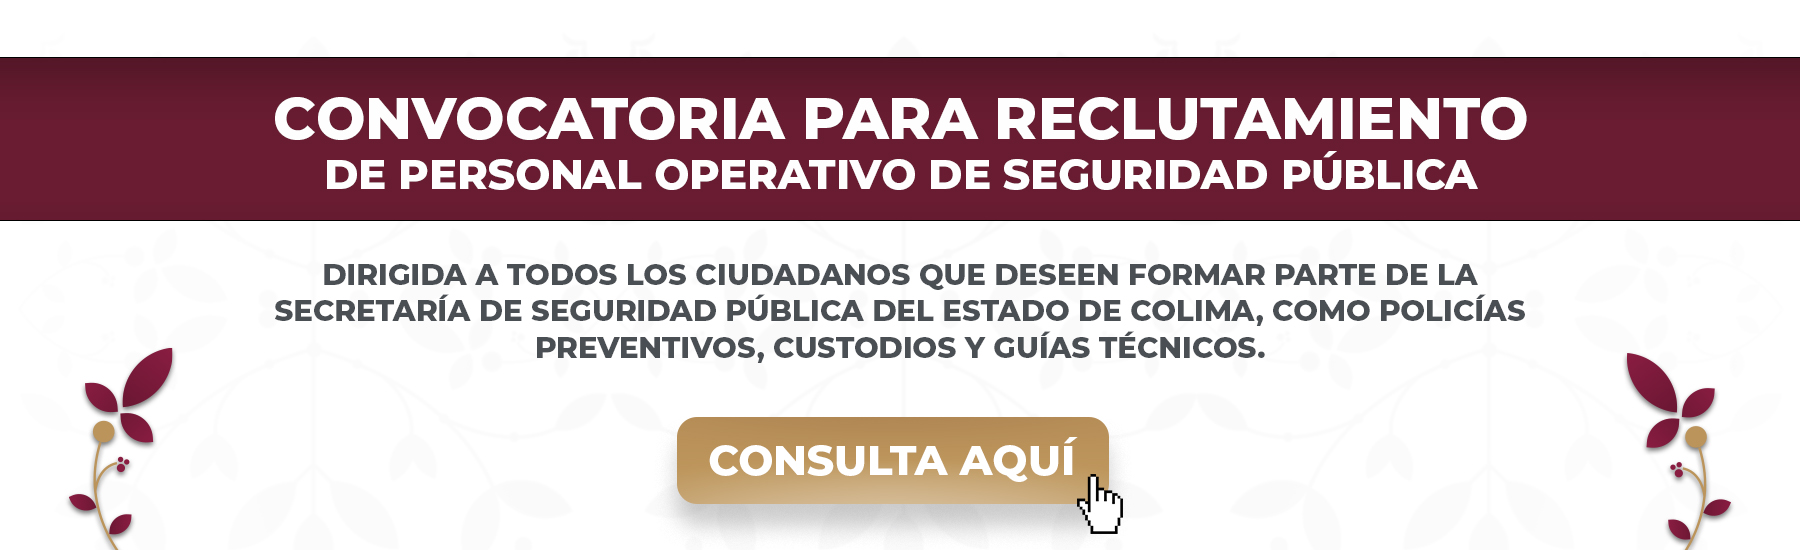 CONVOCATORIA PARA RECLUTAMIENTO
DE PERSONAL OPERATIVO DE SEGURIDAD PÚBLICA
DIRIGIDA A TODOS LOS CIUDADANOS QUE DESEEN FORMAR PARTE DE LA
SECRETARÍA DE SEGURIDAD PÚBLICA DEL ESTADO DE COLIMA, COMO POLICÍAS
PREVENTIVOS, CUSTODIOS Y GUÍAS TÉCNICOS.
CONSULTA AQUÍ